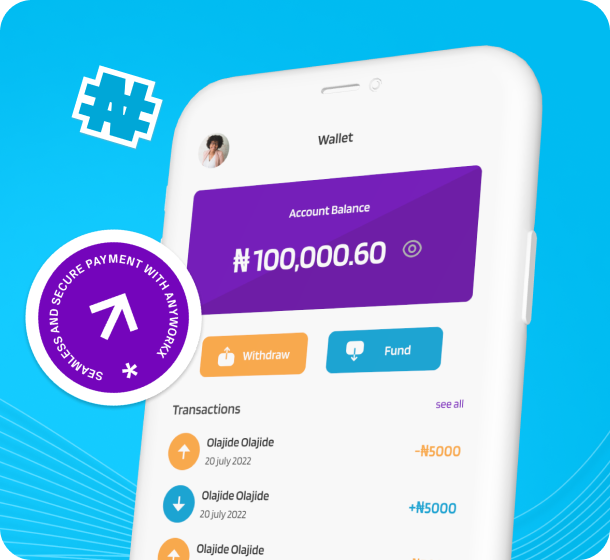 ₦
Wallet
Account Balance
₦100,000.60
SEAMLESS AND SECURE PAYMENT WITH ANYWORKX
*
Withdraw
Fund
Transactions
see all
Olajide Olajide
20 july 2022
-₦5000
Olajide Olajide
20 july 2022
+₦5000
Olajide Olajide